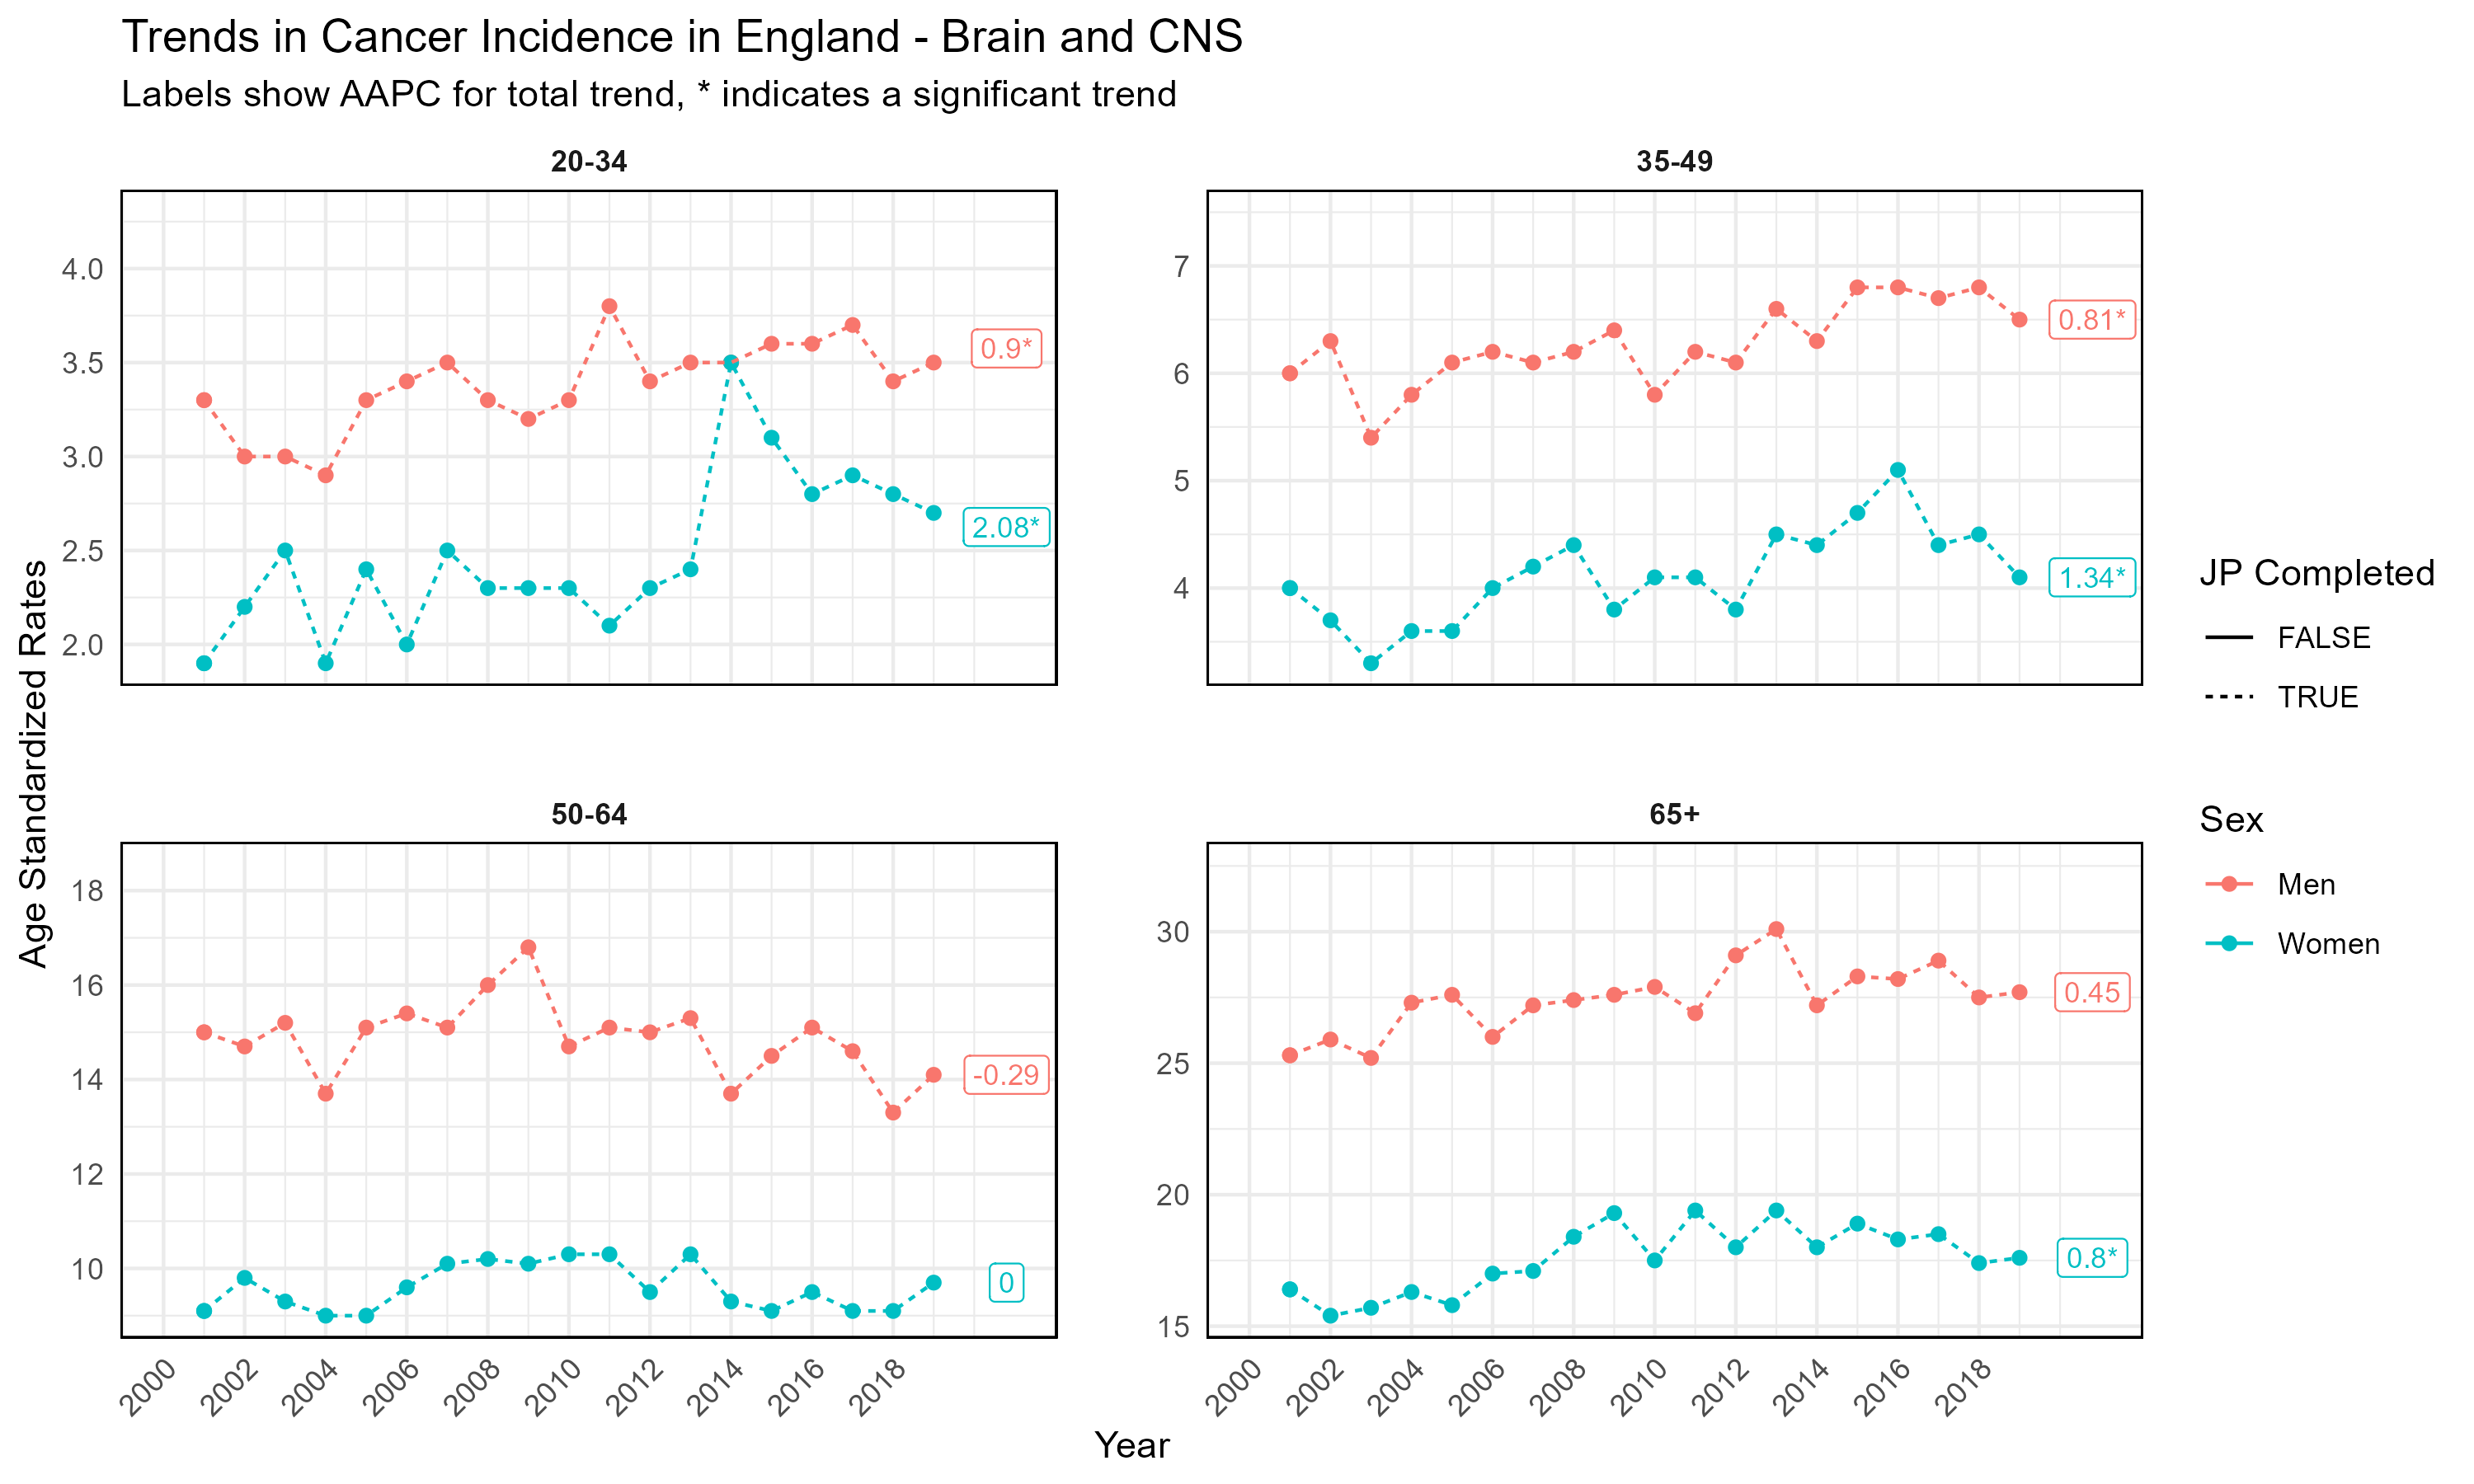 Trends in Cancer Incidence in England - Brain and CNS
Labels show AAPC for total trend, * indicates a significant trend
Age Standardized Rates
20-34
4.0
3.5
3.0
2.5
2.0
0.9*
2.08*
35-49
7
6
5
4
0.81*
1.34*
50-64
18
16
14
12
10
-0.29
0
2000 2002 2004 2006 2008 2010 2012 2014 2016 2018
65+
30
25
20
15
0.45
0.8*
2000 2002 2004 2006 2008 2010 2012 2014 2016 2018
Year
JP Completed
FALSE
TRUE
Sex
Men
Women